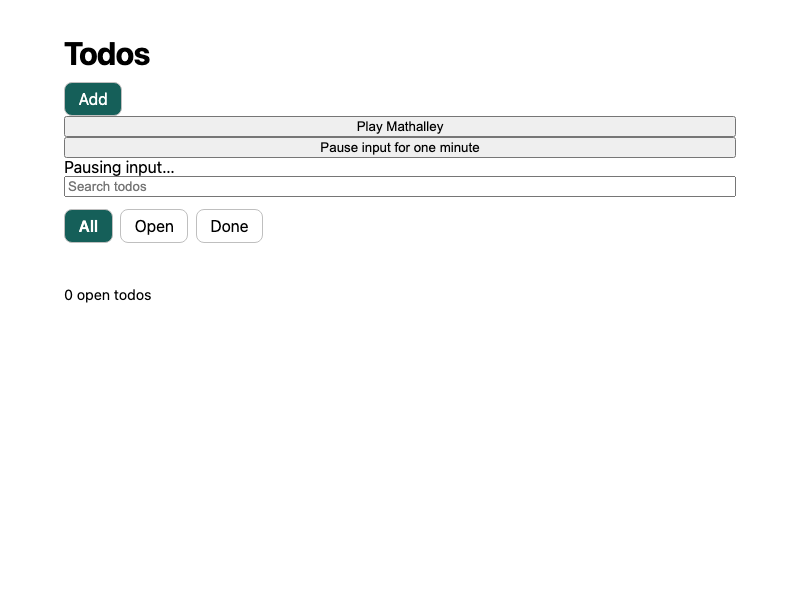 Todos
Add
Play Mathalley
Pause input for one minute
Pausing input...
Search todos
All Open Done
0 open todos